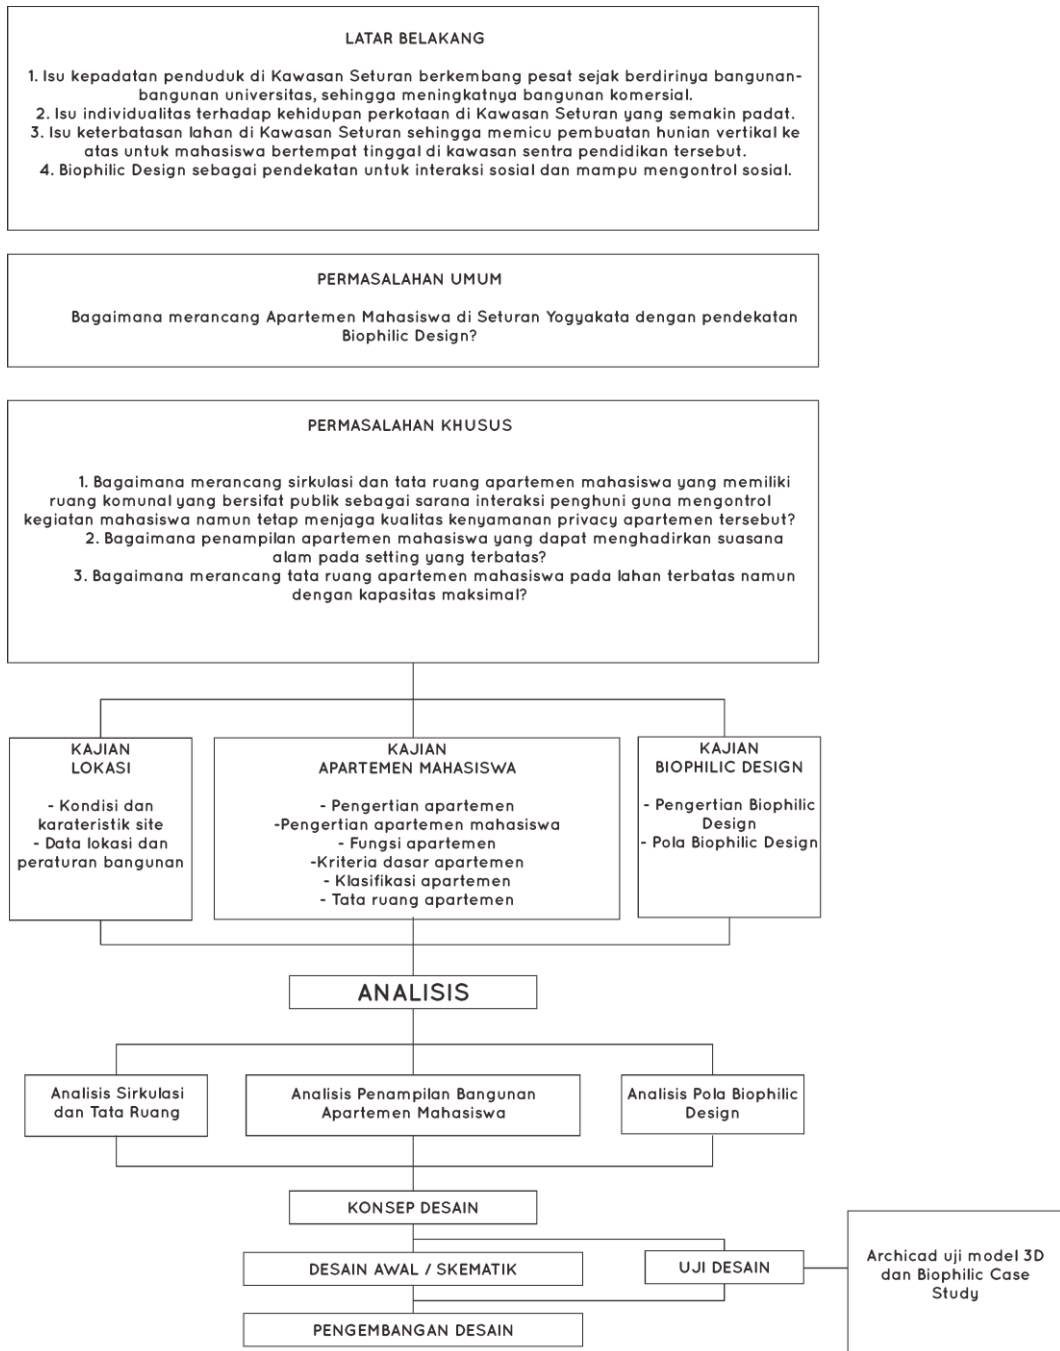 LATAR BELAKANG
1. Isu kepadatan penduduk di Kawasan Seturan berkembang pesat sejak berdirinya bangunan-
bangunan universitas, sehingga meningkatnya bangunan komersial.
2. Isu individualitas terhadap kehidupan perkotaan di Kawasan Seturan yang semakin padat.
3. Isu keterbatasan lahan di Kawasan Seturan sehingga memicu pembuatan hunian vertikal ke
atas untuk mahasiswa bertempat tinggal di kawasan sentra pendidikan tersebut.
4. Biophilic Design sebagai pendekatan untuk interaksi sosial dan mampu mengontrol sosial.
PERMASALAHAN UMUM
Bagaimana merancang Apartemen Mahasiswa di Seturan Yogyakata dengan pendekatan
Biophilic Design?
PERMASALAHAN KHUSUS
1. Bagaimana merancang sirkulasi dan tata ruang apartemen mahasiswa yang memiliki
ruang komunal yang bersifat publik sebagai sarana interaksi penghuni guna mengontrol
kegiatan mahasiswa namun tetap menjaga kualitas kenyamanan privacy apartemen tersebut?
2. Bagaimana penampilan apartemen mahasiswa yang dapat menghadirkan suasana
alam pada setting yang terbatas?
3. Bagaimana merancang tata ruang apartemen mahasiswa pada lahan terbatas namun
dengan kapasitas maksimal?
KAJIAN
LOKASI
- Kondisi dan
karateristik site
- Data lokasi dan
peraturan bangunan
KAJIAN
APARTEMEN MAHASISWA
- Pengertian apartemen
-Pengertian apartemen mahasiswa
- Fungsi apartemen
-Kriteria dasar apartemen
- Klasifikasi apartemen
- Tata ruang apartemen
KAJIAN
BIOPHILIC DESIGN
- Pengertian Biophilic
Design
- Pola Biophilic Design
ANALISIS
Analisis Sirkulasi
dan Tata Ruang
Analisis Penampilan Bangunan
Apartemen Mahasiswa
Analisis Pola Biophilic
Design
KONSEP DESAIN
DESAIN AWAL / SKEMATIK
UJI DESAIN
Archicad uji model 3D
dan Biophilic Case
Study
PENGEMBANGAN DESAIN